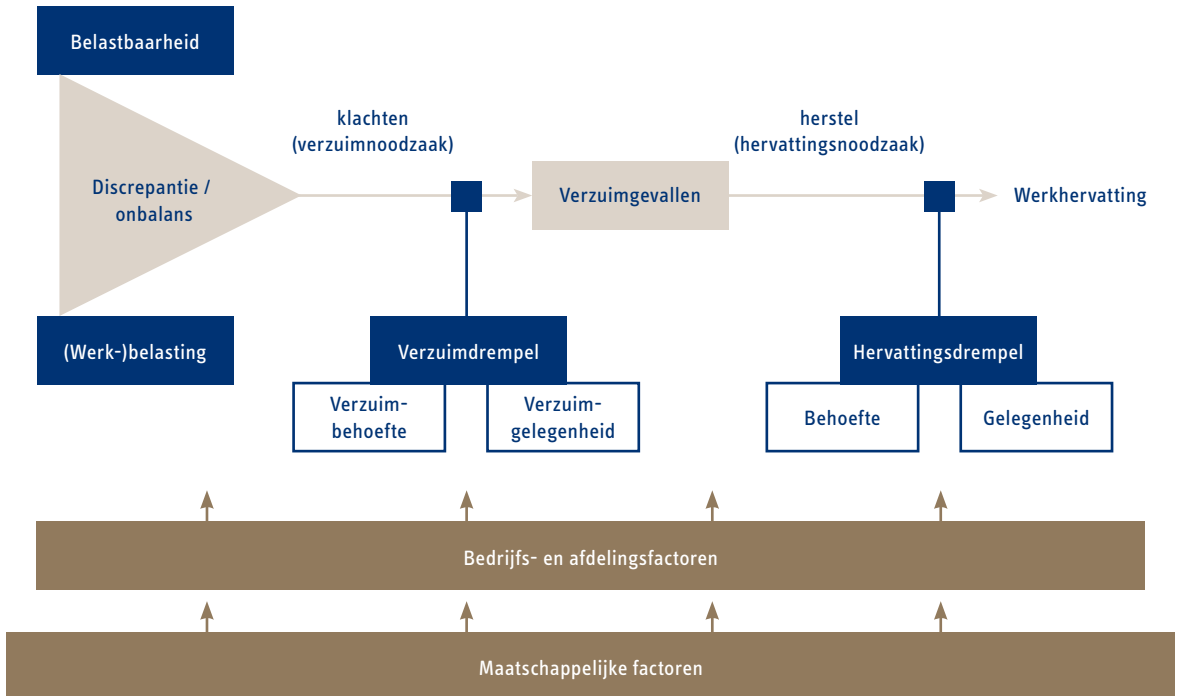 Belastbaarheid
klachten
(verzuimnoodzaak)
herstel
(hervattingsnoodzaak)
Discrepantie /
onbalans
Verzuimgevallen
Werkhervatting
(Werk-)belasting
Verzuimdrempel
Hervattingsdrempel
Verzuim-
behoefte
Verzuim-
gelegenheid
Behoefte
Gelegenheid
Bedrijfs- en afdelingsfactoren
Maatschappelijke factoren